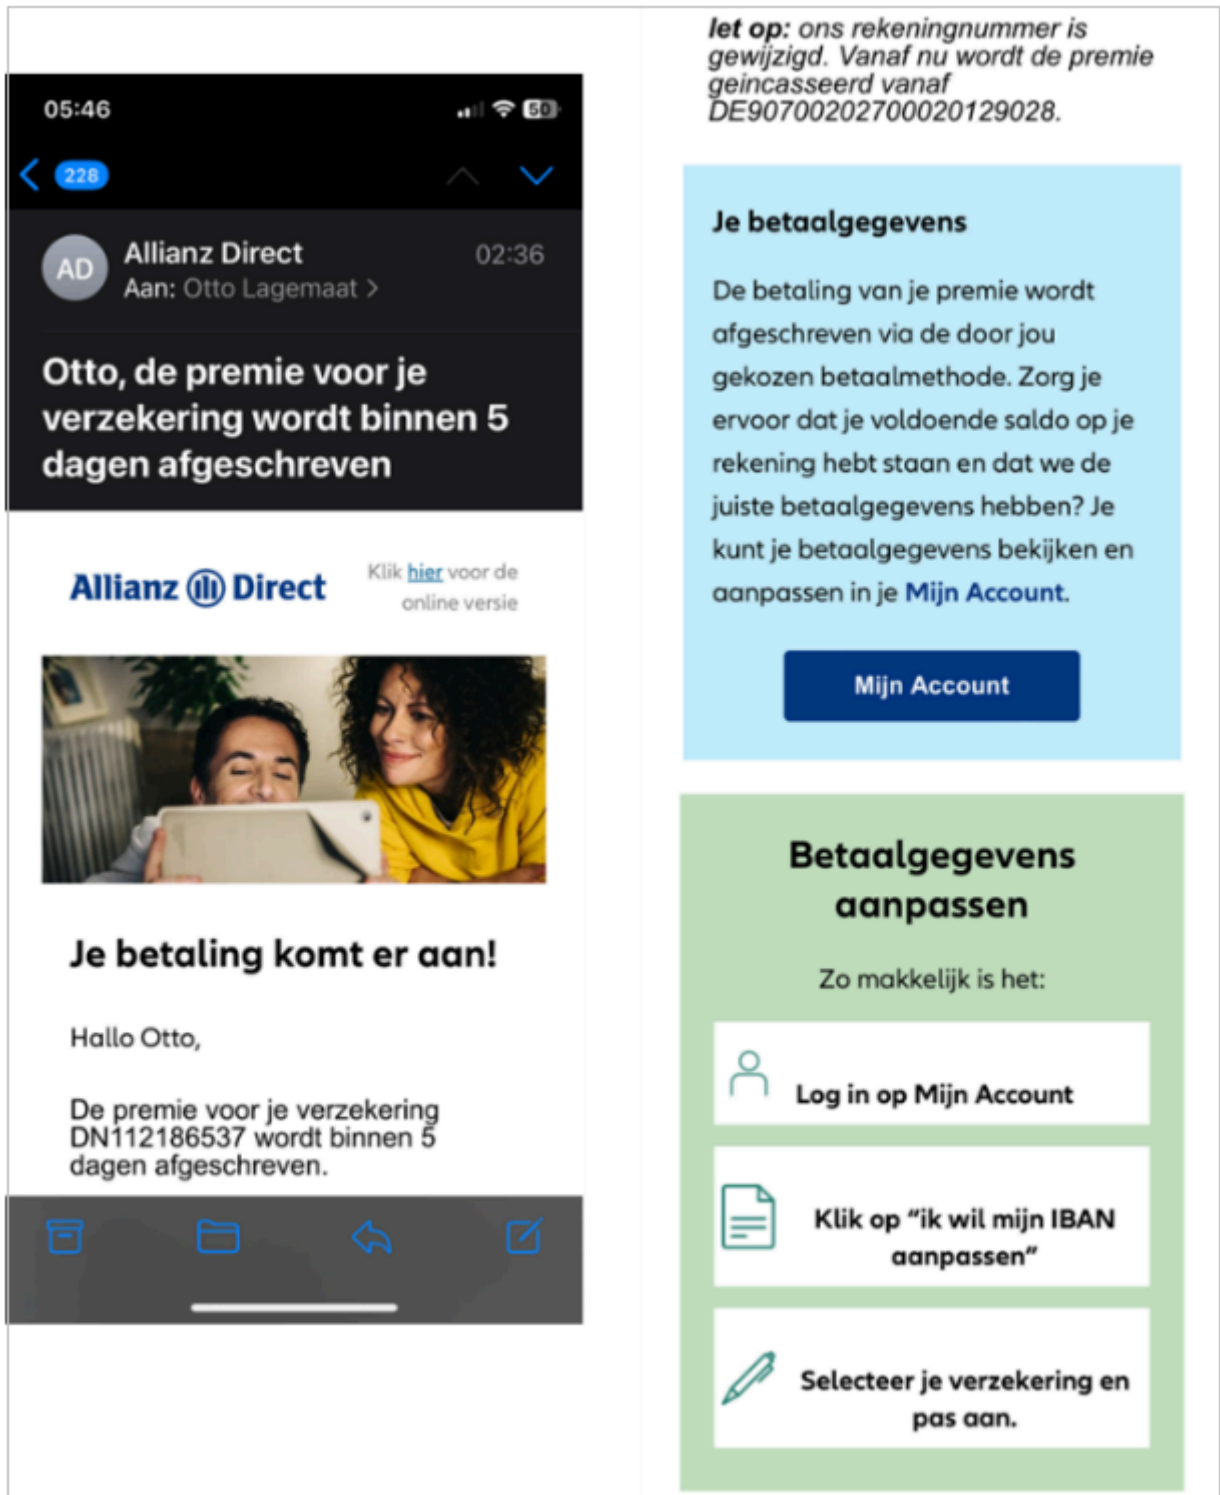 05:46
50
228
AD
Allianz Direct
02:36
Aan: Otto Lagemaat >
Otto, de premie voor je
verzekering wordt binnen 5
dagen afgeschreven
Allianz Direct
Klik hier voor de
online versie
Je betaling komt er aan!
Hallo Otto,
De premie voor je verzekering
DN112186537 wordt binnen 5
dagen afgeschreven.
let op: ons rekeningnummer is
gewijzigd. Vanaf nu wordt de premie
geincasseerd vanaf
DE90700202700020129028.
Je betaalgegevens
De betaling van je premie wordt
afgeschreven via de door jou
gekozen betaalmethode. Zorg je
ervoor dat je voldoende saldo op je
rekening hebt staan en dat we de
juiste betaalgegevens hebben? Je
kunt je betaalgegevens bekijken en
aanpassen in je Mijn Account.
Mijn Account
Betaalgegevens
aanpassen
Zo makkelijk is het:
Log in op Mijn Account
Klik op “ik wil mijn IBAN
aanpassen”
Selecteer je verzekering en
pas aan.